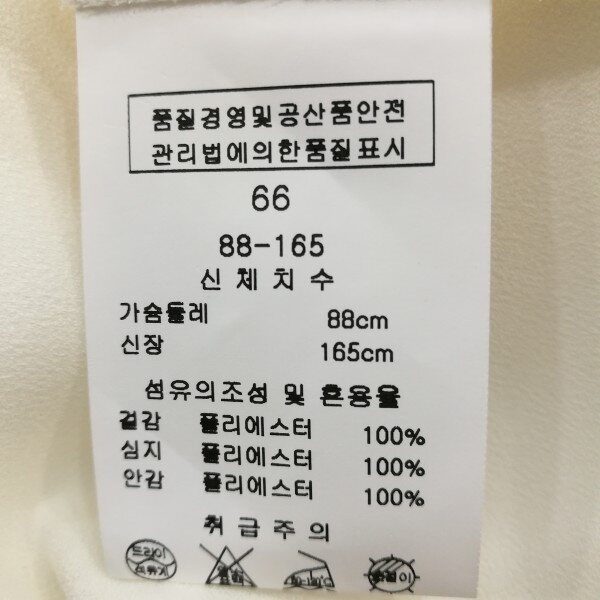 품질경영및공산품안전
관리법에의한품질표시
66
88-165
신체치수
가슴둘레 88cm
신장 165cm
섬유의조성 및 혼용율
겉감 폴리에스터 100%
심지 폴리에스터 100%
안감 폴리에스터 100%
취급주의
드라이